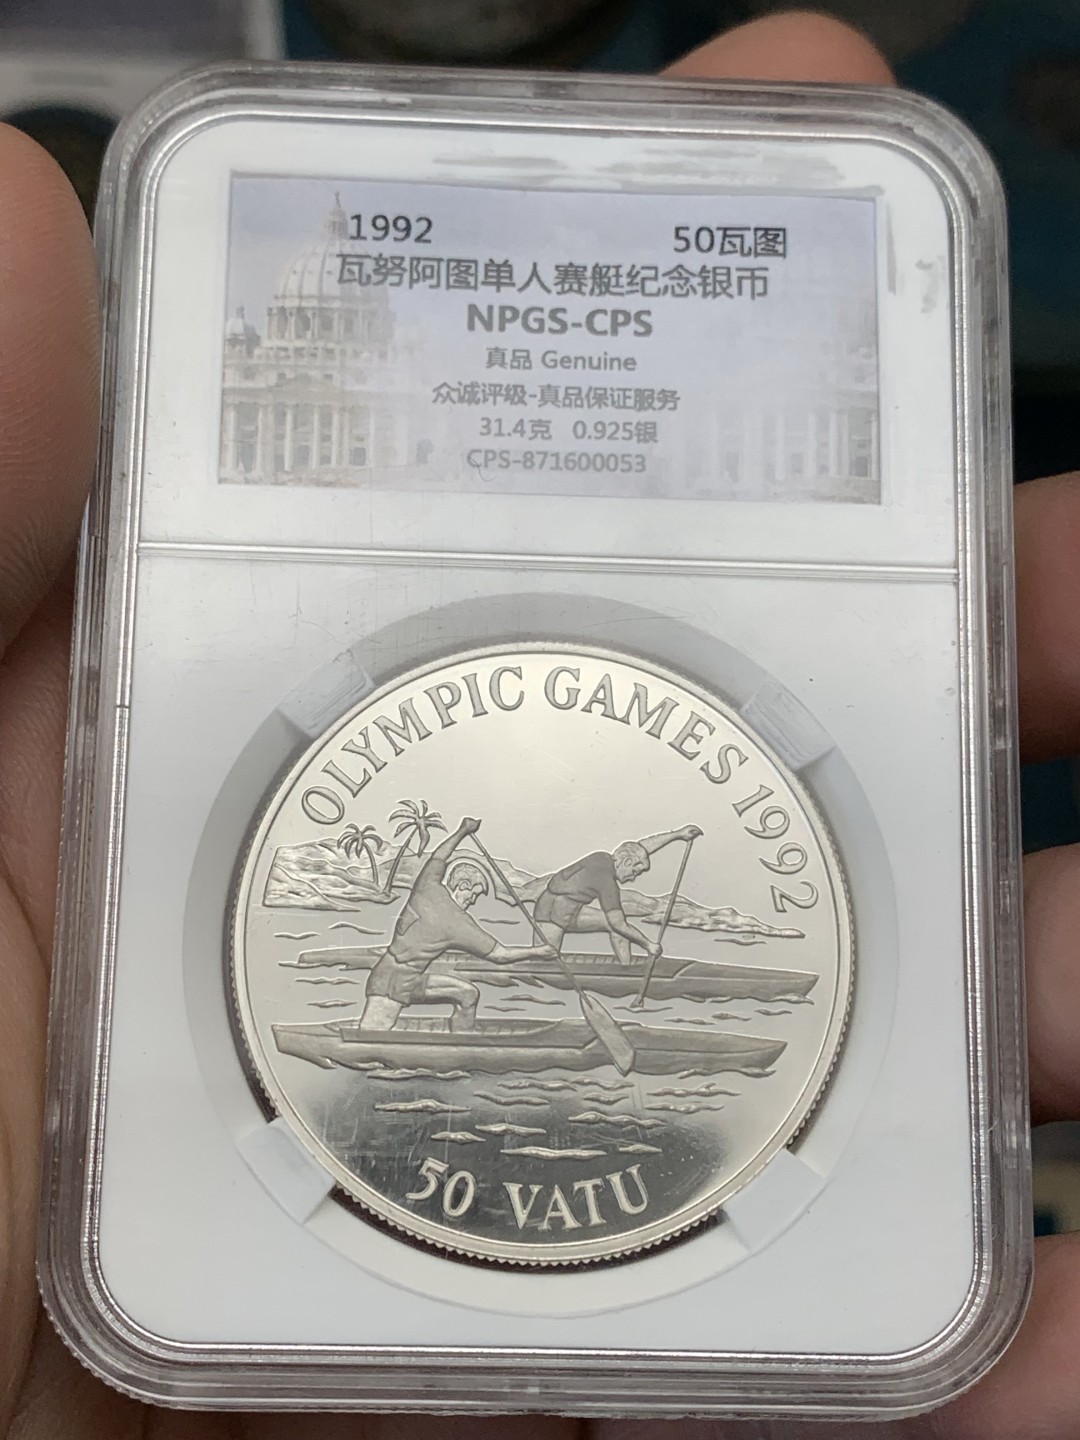 1992 50瓦图
瓦努阿图单人赛艇纪念银币
NPGS-CPS
真品 Genuine
众诚评级-真品保证服务
31.4克 0.925银
CPS-871600053
OLYMPIC GAMES 1992
50 VATU